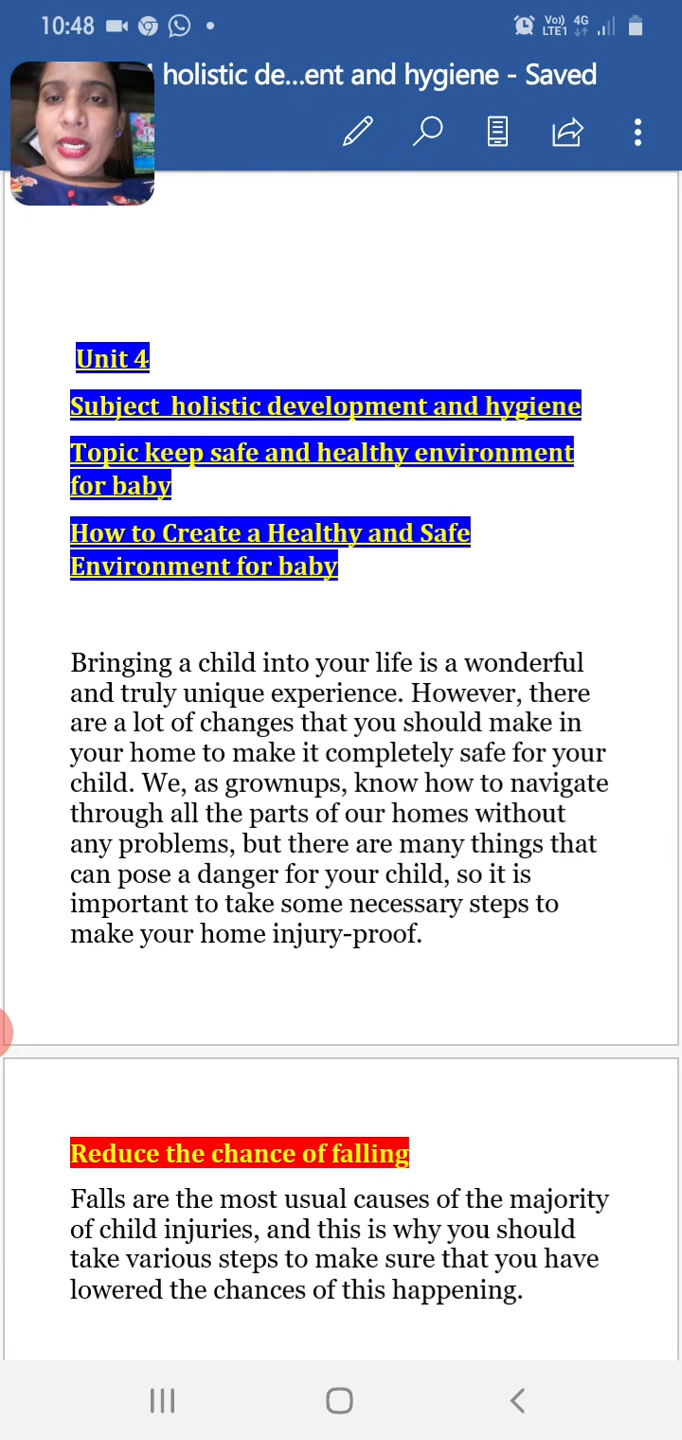 10:48
Vo)) 4G
LTE1
holistic de...ent and hygiene - Saved
Unit 4
Subject  holistic development and hygiene
Topic keep safe and healthy environment
for baby
How to Create a Healthy and Safe
Environment for baby
Bringing a child into your life is a wonderful
and truly unique experience. However, there
are a lot of changes that you should make in
your home to make it completely safe for your
child. We, as grownups, know how to navigate
through all the parts of our homes without
any problems, but there are many things that
can pose a danger for your child, so it is
important to take some necessary steps to
make your home injury-proof.
Reduce the chance of falling
Falls are the most usual causes of the majority
of child injuries, and this is why you should
take various steps to make sure that you have
lowered the chances of this happening.